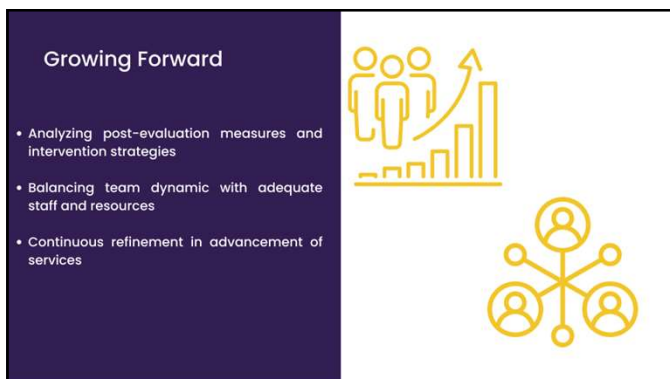 Growing Forward
• Analyzing post-evaluation measures and
intervention strategies
• Balancing team dynamic with adequate
staff and resources
• Continuous refinement in advancement of
services